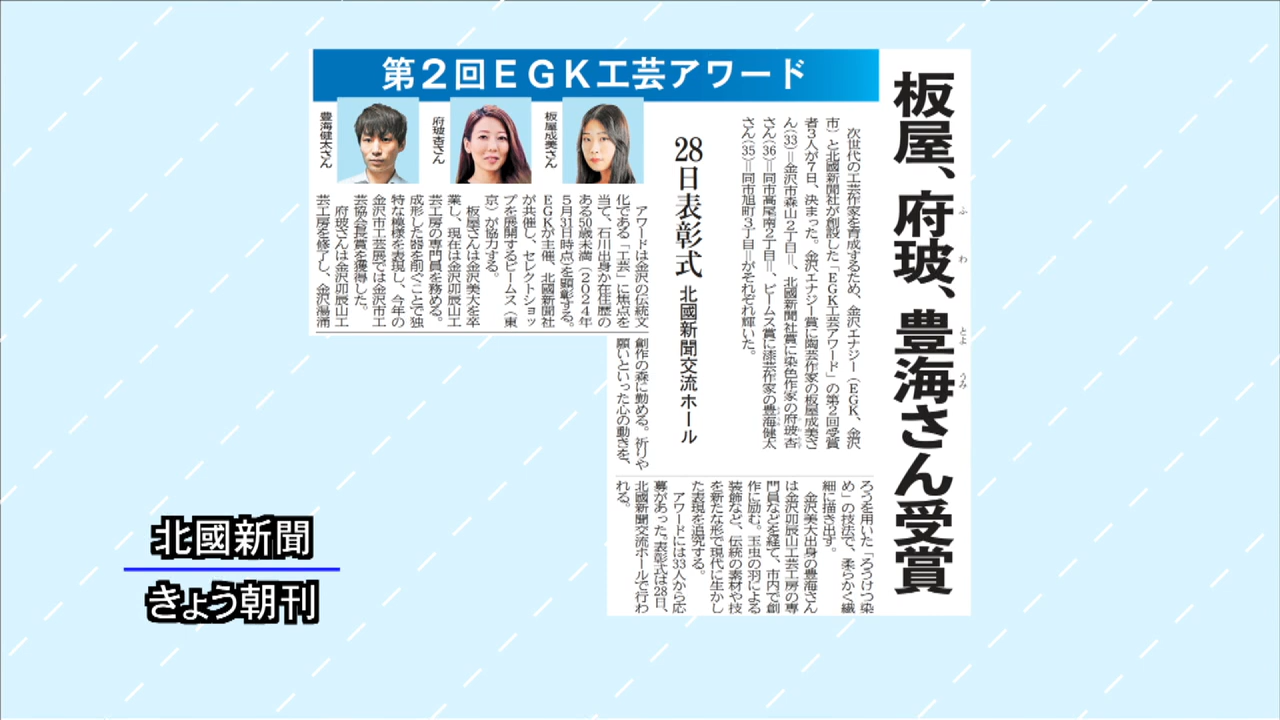 第2回EGK工芸アワード
板屋、府玻、豊海さん受賞
ふわ
とようみ
28日表彰式 北國新聞交流ホール
板屋成美さん
府玻杏さん
豊海健太さん
次世代の工芸作家を育成するため、金沢エナジー(EGK、金沢
市)と北國新聞社が創設した「EGK工芸アワード」の第2回受賞
者3人が7日、決まった。金沢エナジー賞に陶芸作家の板屋成美さ
ん(33)=金沢市森山2丁目=、北國新聞社賞に染色作家の府玻杏
さん(36)=同市高尾南2丁目=、ビームス賞に漆芸作家の豊海健太
さん(35)=同市旭町3丁目=がそれぞれ輝いた。
アワードは金沢の伝統文
化である「工芸」に焦点を
当て、石川出身か在住歴の
ある50歳未満(2024年
5月31日時点)を顕彰する。
EGKが主催、北國新聞社
が共催し、セレクトショッ
プを展開するビームス(東
京)が協力する。
板屋さんは金沢美大を卒
業し、現在は金沢卯辰山工
芸工房の専門員を務める。
成形した器を削ぐことで独
特な模様を表現し、今年の
金沢市工芸展では金沢市工
芸協会長賞を獲得した。
府玻さんは金沢卯辰山工
芸工房を修了し、金沢湯涌
創作の森に勤める。祈りや
願いといった心の動きを、
ろうを用いた「ろうけつ染
め」の技法で、柔らかく繊
細に描き出す。
金沢美大出身の豊海さん
は金沢卯辰山工芸工房の専
門員などを経て、市内で創
作に励む。玉虫の羽による
装飾など、伝統の素材や技
を新たな形で現代に生かし
た表現を追究する。
アワードには33人から応
募があった。表彰式は28日、
北國新聞交流ホールで行わ
れる。
北國新聞
きょう朝刊